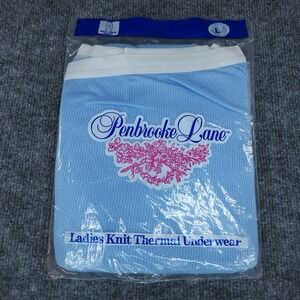 L
Penbrooke Lane
Ladies Knit Thermal Underwear